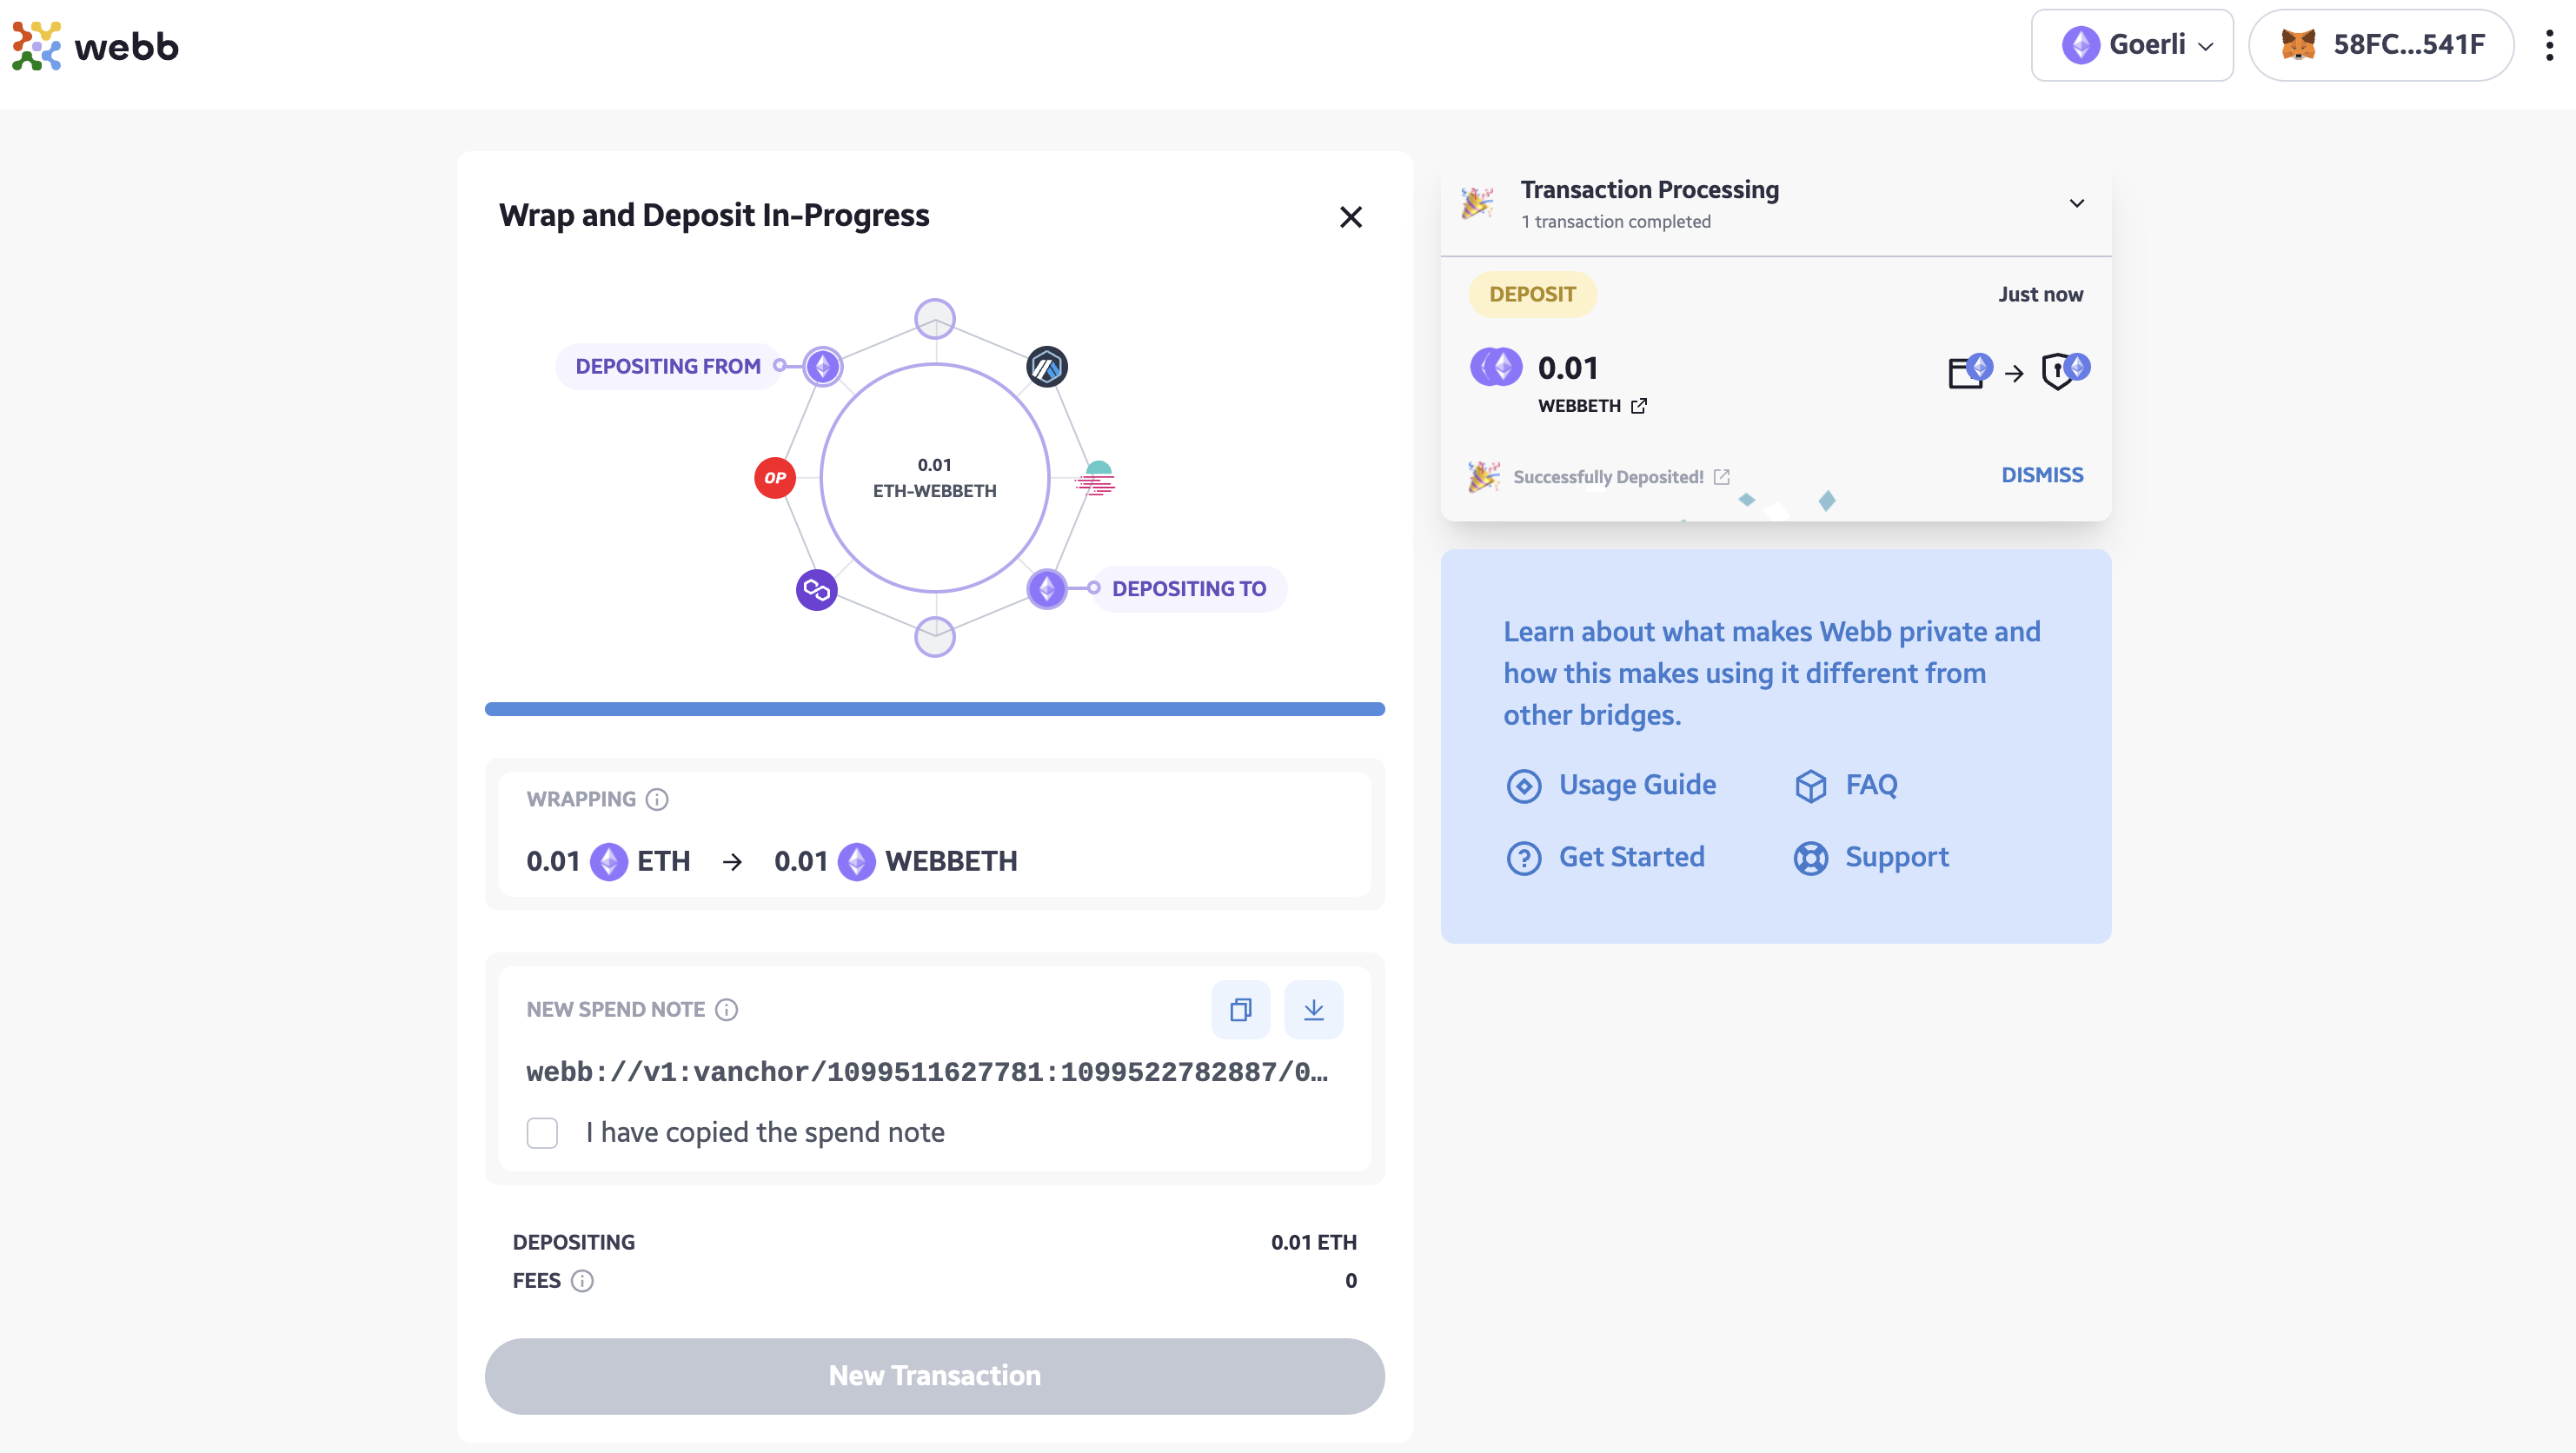 webb
Goerli
58FC...541F
Wrap and Deposit In-Progress
DEPOSITING FROM
OP
0.01
ETH-WEBBETH
DEPOSITING TO
WRAPPING
0.01 ETH → 0.01 WEBBETH
NEW SPEND NOTE
webb://v1:vanchor/1099511627781:1099522782887/0…
I have copied the spend note
DEPOSITING 0.01 ETH
FEES 0
New Transaction
Transaction Processing
1 transaction completed
DEPOSIT Just now
0.01
WEBBETH
Successfully Deposited! DISMISS
Learn about what makes Webb private and
how this makes using it different from
other bridges.
Usage Guide FAQ
Get Started Support